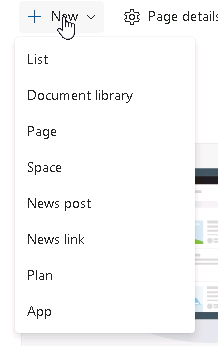 New
Page details
List
Document library
Page
Space
News post
News link
Plan
App